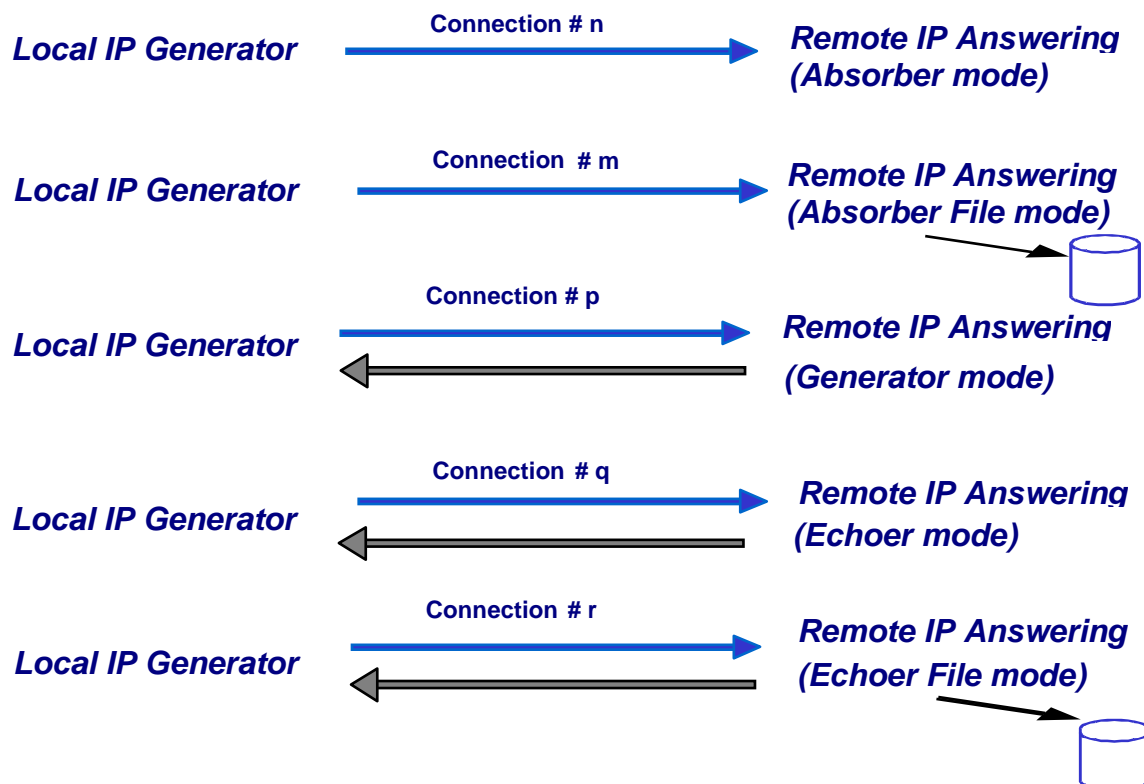 Connection # n
Local IP Generator
Remote IP Answering
(Absorber mode)
Connection # m
Local IP Generator
Remote IP Answering
(Absorber File mode)
Connection # p
Local IP Generator
Remote IP Answering
(Generator mode)
Connection # q
Local IP Generator
Remote IP Answering
(Echoer mode)
Connection # r
Local IP Generator
Remote IP Answering
(Echoer File mode)